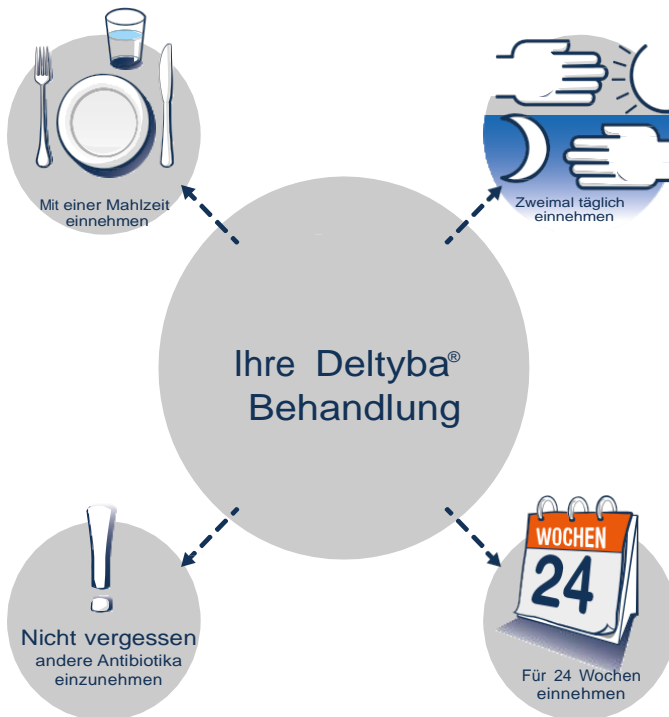 Mit einer Mahlzeit
einnehmen
Zweimal täglich
einnehmen
Ihre Deltyba®
Behandlung
Nicht vergessen
andere Antibiotika
einzunehmen
WOCHEN
24
Für 24 Wochen
einnehmen